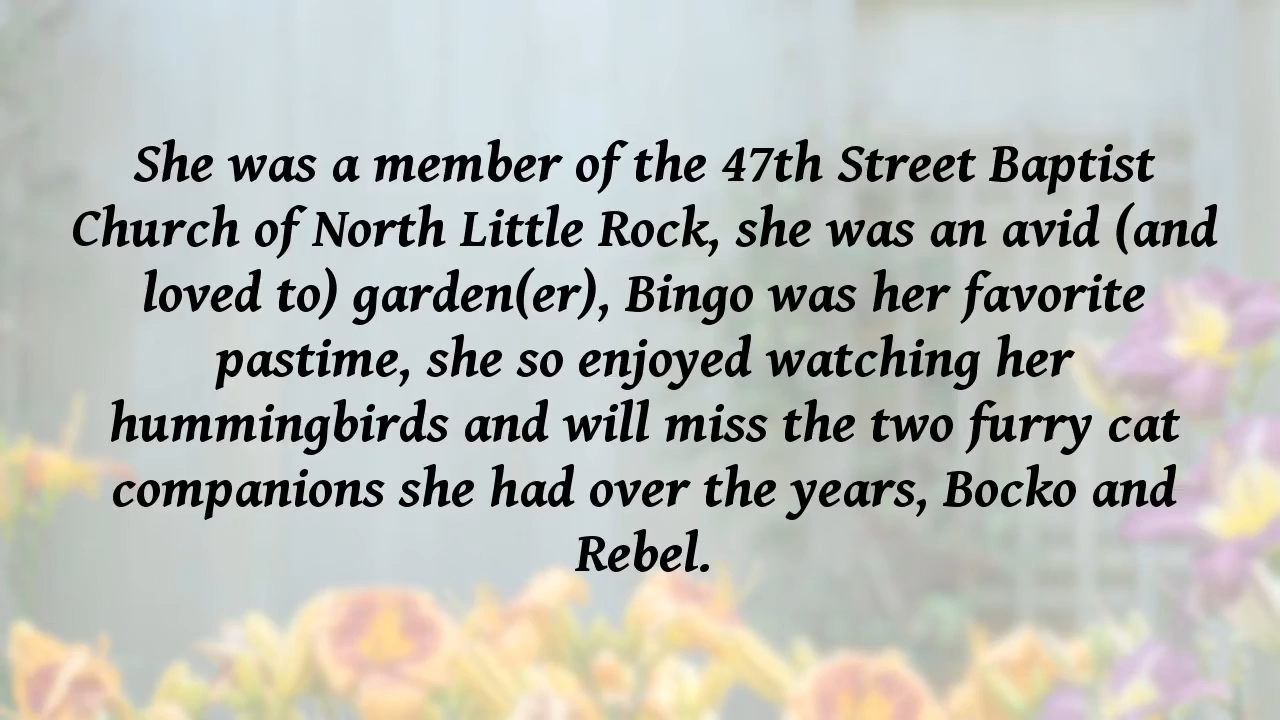 She was a member of the 47th Street Baptist
Church of North Little Rock, she was an avid (and
loved to) garden(er), Bingo was her favorite
pastime, she so enjoyed watching her
hummingbirds and will miss the two furry cat
companions she had over the years, Bocko and
Rebel.